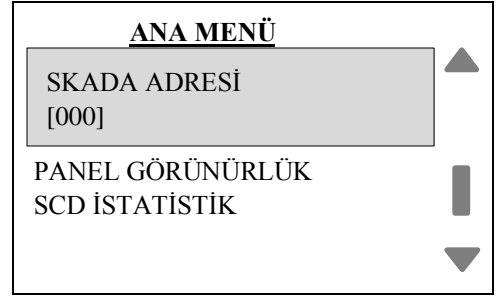 ANA MENÜ
SKADA ADRESİ
[000]
PANEL GÖRÜNÜRLÜK
SCD İSTATİSTİK